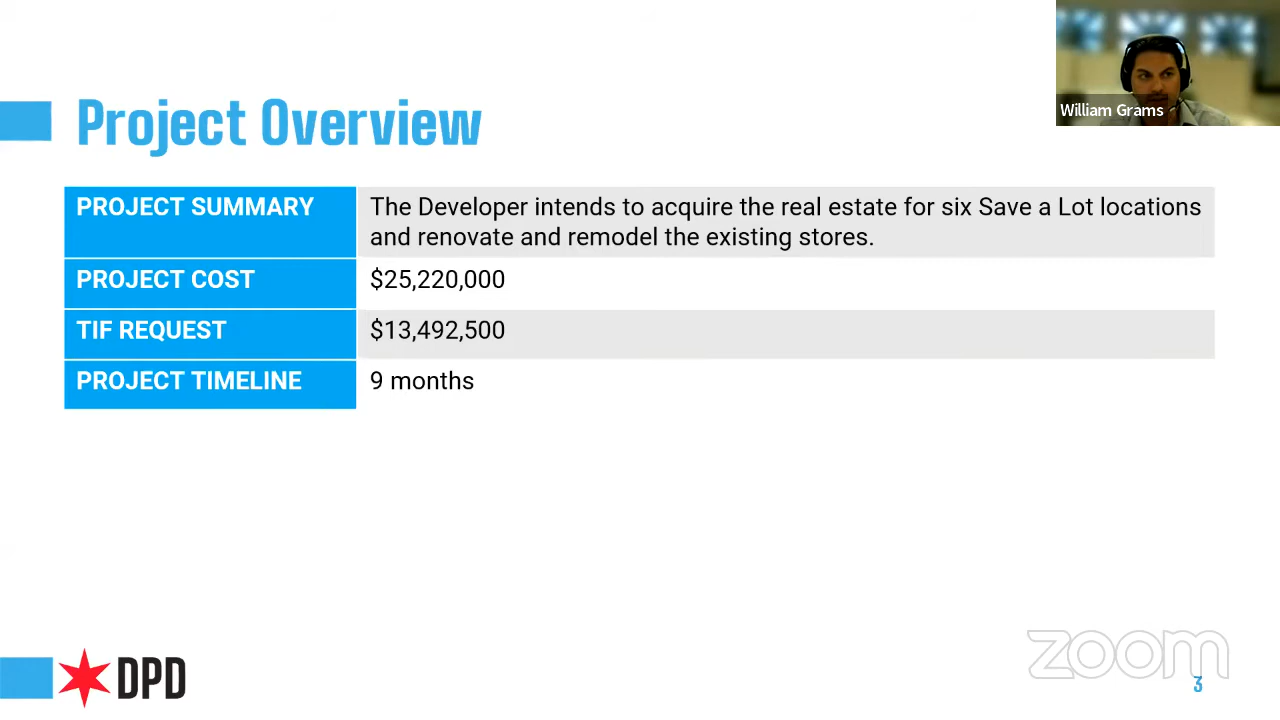 William Grams
Project Overview
PROJECT SUMMARY
The Developer intends to acquire the real estate for six Save a Lot locations
and renovate and remodel the existing stores.
PROJECT COST
$25,220,000
TIF REQUEST
$13,492,500
PROJECT TIMELINE
9 months
DPD
zoom
3